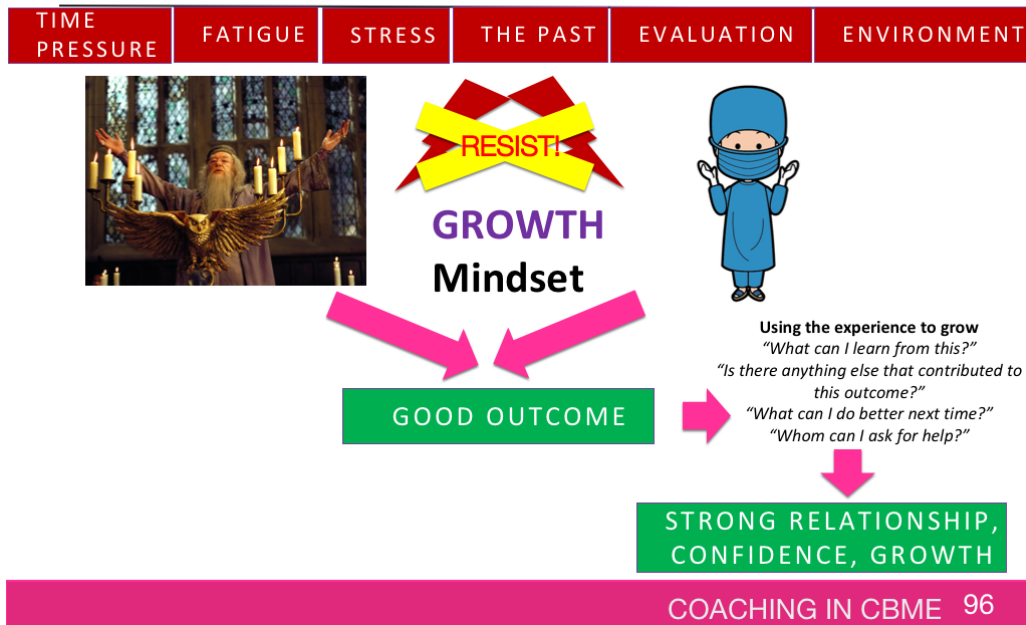 TIME
PRESSURE
FATIGUE
STRESS
THE PAST
EVALUATION
ENVIRONMENT
RESIST!
GROWTH
Mindset
Using the experience to grow
“What can I learn from this?”
“Is there anything else that contributed to
this outcome?”
“What can I do better next time?”
“Whom can I ask for help?”
GOOD OUTCOME
STRONG RELATIONSHIP,
CONFIDENCE, GROWTH
COACHING IN CBME 96